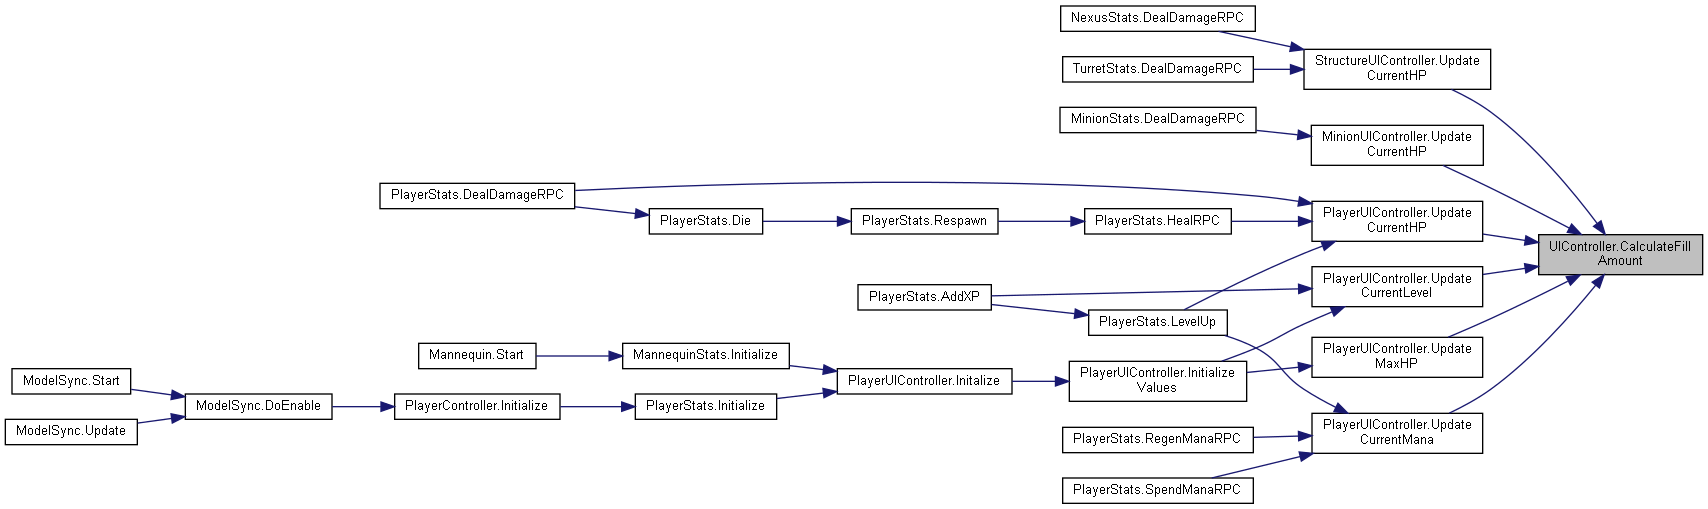 NexusStats.DealDamageRPC
StructureUIController.Update
CurrentHP
TurretStats.DealDamageRPC
MinionStats.DealDamageRPC
MinionUIController.Update
CurrentHP
PlayerStats.DealDamageRPC
PlayerStats.Die
PlayerStats.Respawn
PlayerStats.HealRPC
PlayerUIController.Update
CurrentHP
UIController.CalculateFill
Amount
PlayerStats.AddXP
PlayerUIController.Update
CurrentLevel
PlayerStats.LevelUp
Mannequin.Start
MannequinStats.Initialize
PlayerUIController.Update
MaxHP
ModelSync.Start
PlayerUIController.Initalize
PlayerUIController.Initialize
Values
ModelSync.DoEnable
PlayerController.Initialize
PlayerStats.Initialize
ModelSync.Update
PlayerUIController.Update
CurrentMana
PlayerStats.RegenManaRPC
PlayerStats.SpendManaRPC